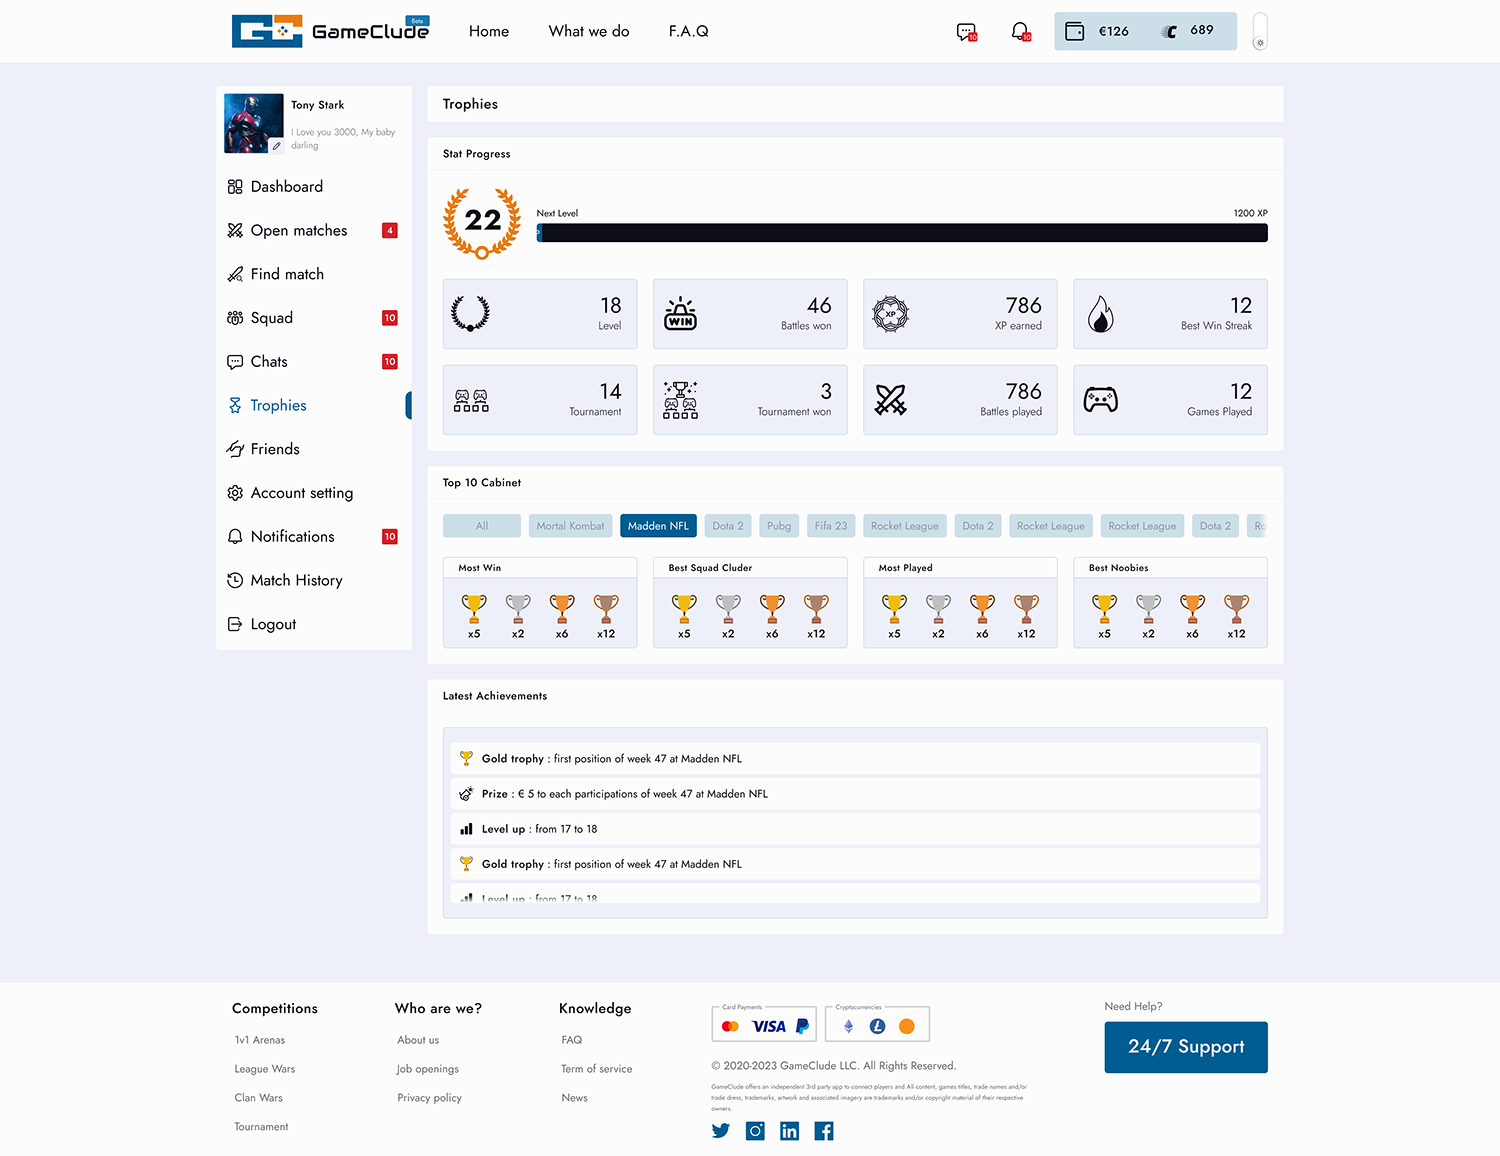 GameClude
Beta
Home
What we do
F.A.Q
10
10
€126
689
Tony Stark
I Love you 3000, My baby
darling
Dashboard
Open matches
4
Find match
Squad
10
Chats
10
Trophies
Friends
Account setting
Notifications
10
Match History
Logout
Trophies
Stat Progress
22
Next Level
1200 XP
18
Level
WIN
46
Battles won
XP
786
XP earned
12
Best Win Streak
14
Tournament
3
Tournament won
786
Battles played
12
Games Played
Top 10 Cabinet
All
Mortal Kombat
Madden NFL
Dota 2
Pubg
Fifa 23
Rocket League
Dota 2
Rocket League
Rocket League
Dota 2
Most Win
x5 x2 x6 x12
Best Squad Cluder
x5 x2 x6 x12
Most Played
x5 x2 x6 x12
Best Noobies
x5 x2 x6 x12
Latest Achievements
Gold trophy : first position of week 47 at Madden NFL
Prize : € 5 to each participations of week 47 at Madden NFL
Level up : from 17 to 18
Gold trophy : first position of week 47 at Madden NFL
Level up : from 17 to 18
Competitions
1v1 Arenas
League Wars
Clan Wars
Tournament
Who are we?
About us
Job openings
Privacy policy
Knowledge
FAQ
Term of service
News
Card Payments
VISA
Cryptocurrencies
© 2020-2023 GameClude LLC. All Rights Reserved.
GameClude offers an independent 3rd party app to connect players and All content, games titles, trade names and/or
trade dress, trademarks, artwork and associated imagery are trademarks and/or copyright material of their respective
owners.
Need Help?
24/7 Support